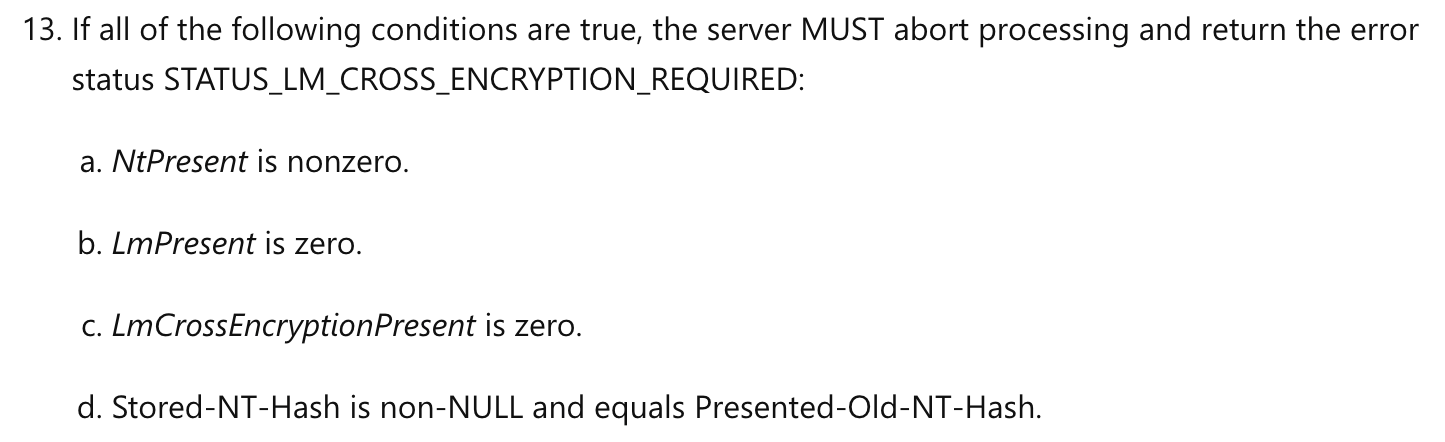 13. If all of the following conditions are true, the server MUST abort processing and return the error
status STATUS_LM_CROSS_ENCRYPTION_REQUIRED:
a. NtPresent is nonzero.
b. LmPresent is zero.
c. LmCrossEncryptionPresent is zero.
d. Stored-NT-Hash is non-NULL and equals Presented-Old-NT-Hash.